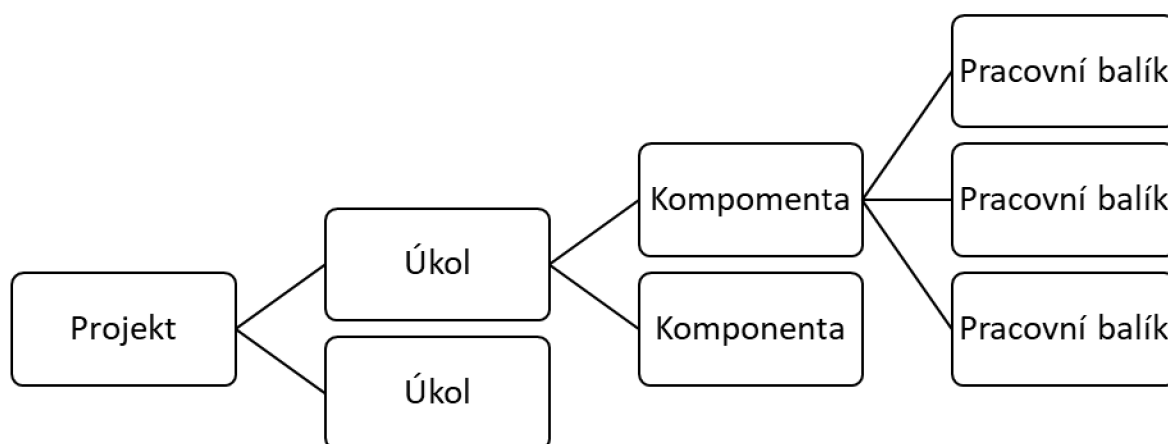 Projekt
Úkol
Úkol
Kompomenta
Komponenta
Pracovní balík
Pracovní balík
Pracovní balík